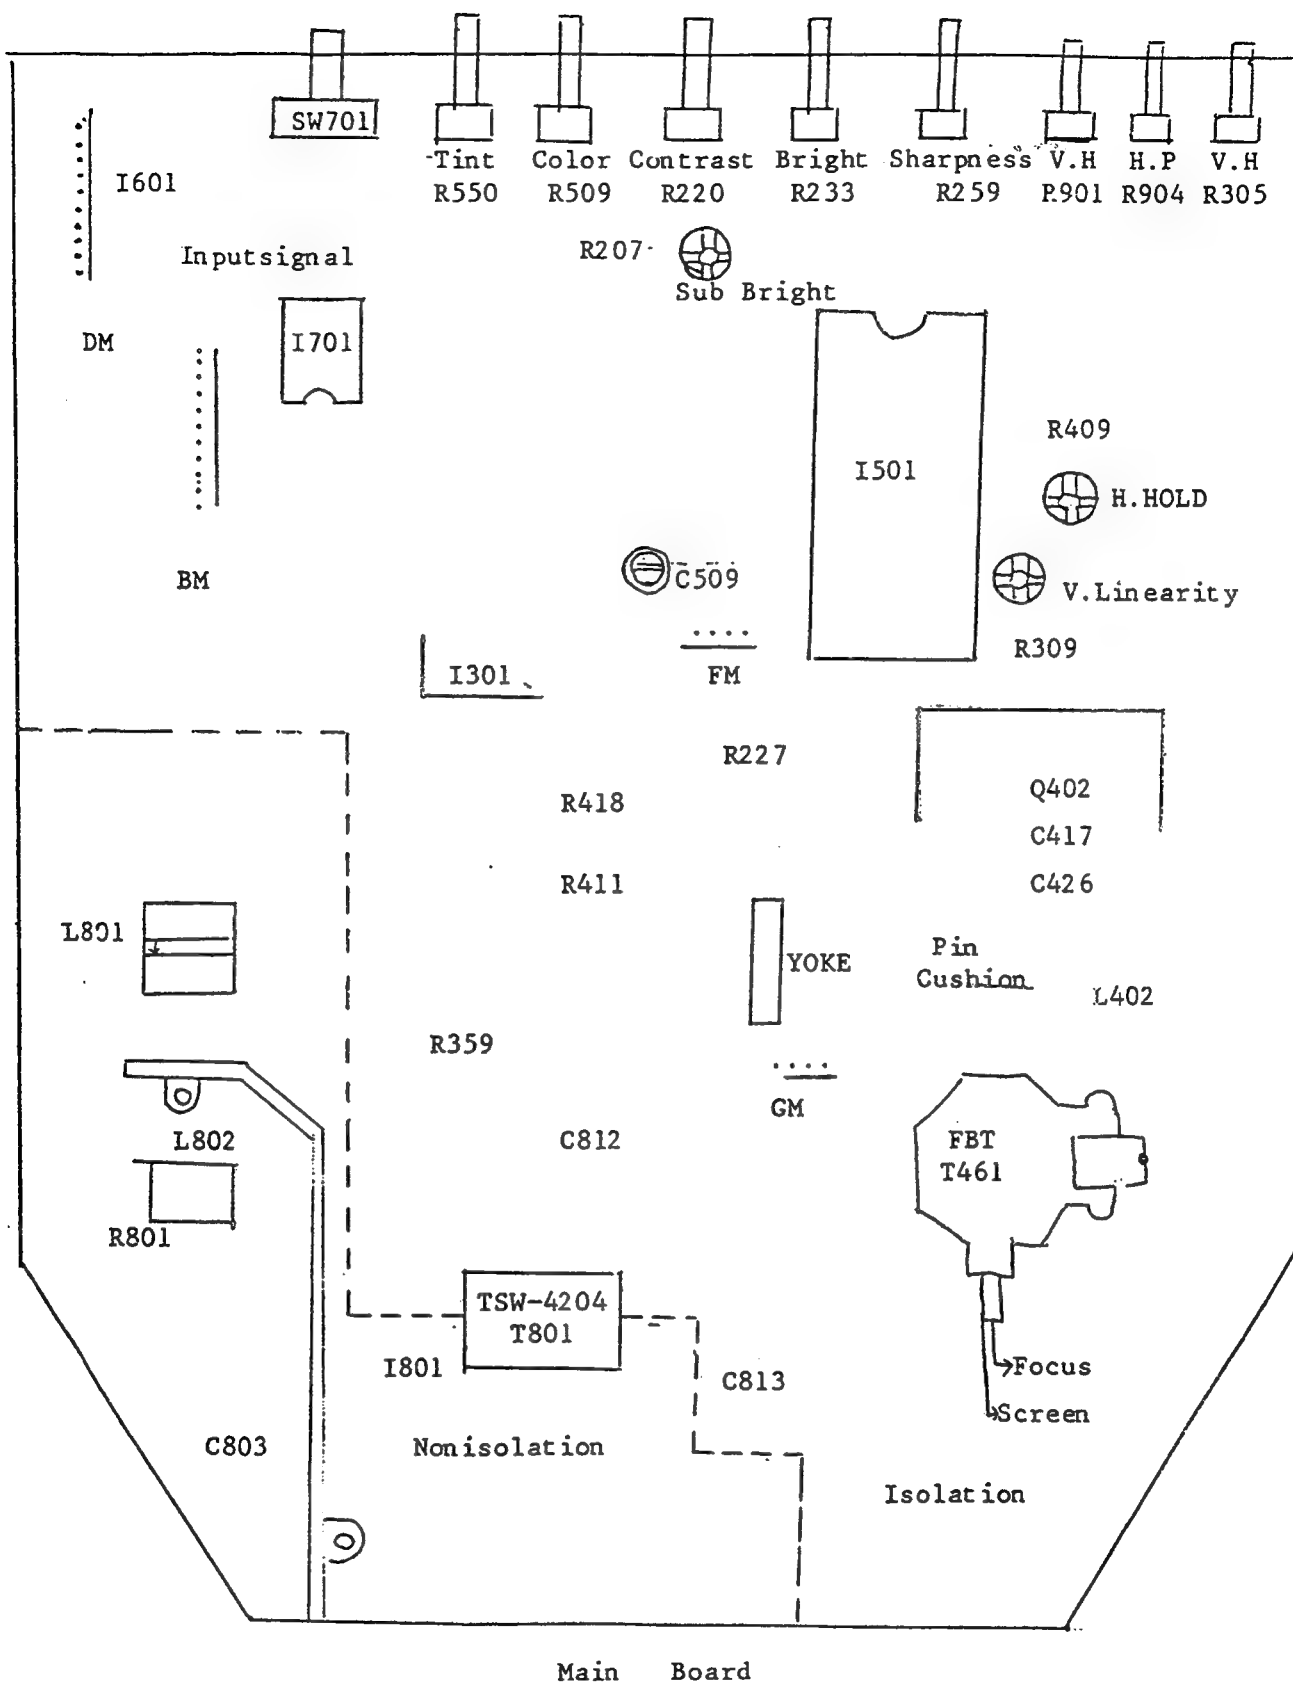 SW701
Tint Color Contrast Bright Sharpness V.H H.P V.H
R550 R509 R220 R233 R259 R901 R904 R305
I601
R207
Inputsignal
Sub Bright
DM
I701
R409
I501
H.HOLD
BM
C509
V.Linearity
R309
I301
FM
R227
R418
Q402
C417
R411
C426
L801
YOKE
Pin
Cushion
L402
R359
GM
L802
C812
FBT
T461
R801
TSW-4204
T801
I801
Focus
C813
Screen
C803
Nonisolation
Isolation
Main Board